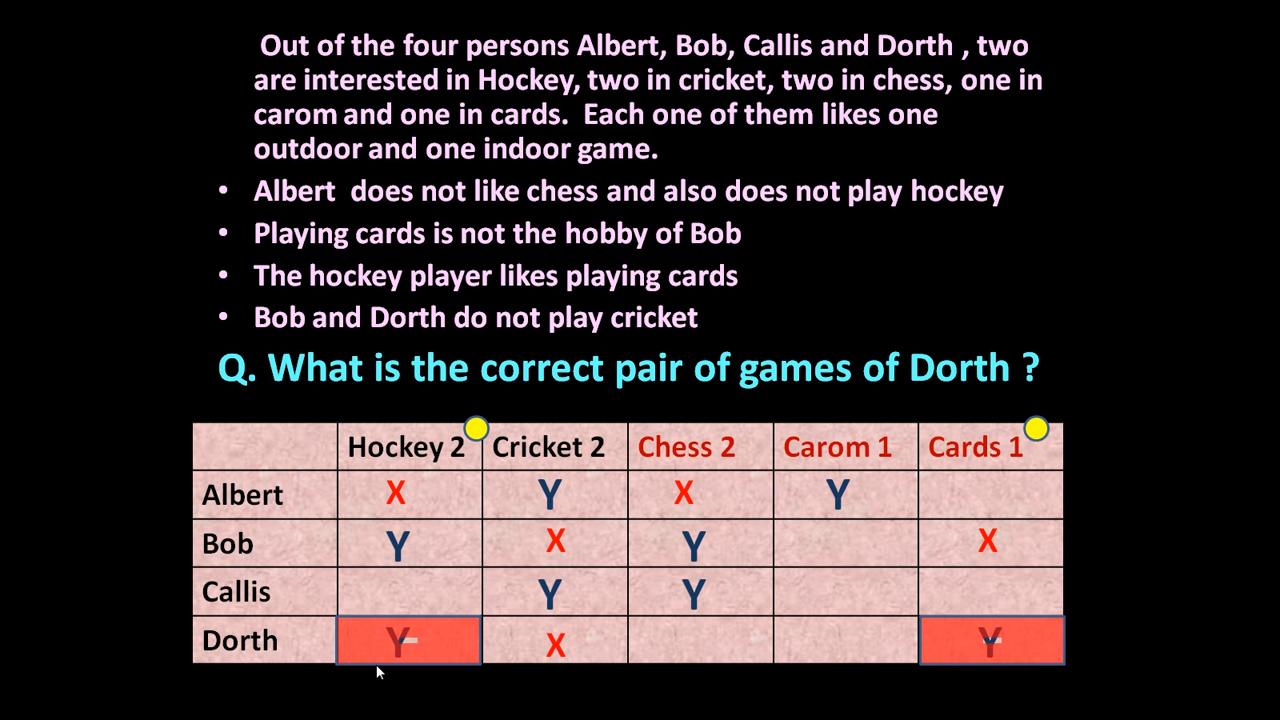 Out of the four persons Albert, Bob, Callis and Dorth , two
are interested in Hockey, two in cricket, two in chess, one in
carom and one in cards. Each one of them likes one
outdoor and one indoor game.
• Albert does not like chess and also does not play hockey
• Playing cards is not the hobby of Bob
• The hockey player likes playing cards
• Bob and Dorth do not play cricket
Q. What is the correct pair of games of Dorth ?
Hockey 2 Cricket 2 Chess 2 Carom 1 Cards 1
Albert X Y X Y
Bob Y X Y X
Callis Y Y
Dorth Y X Y